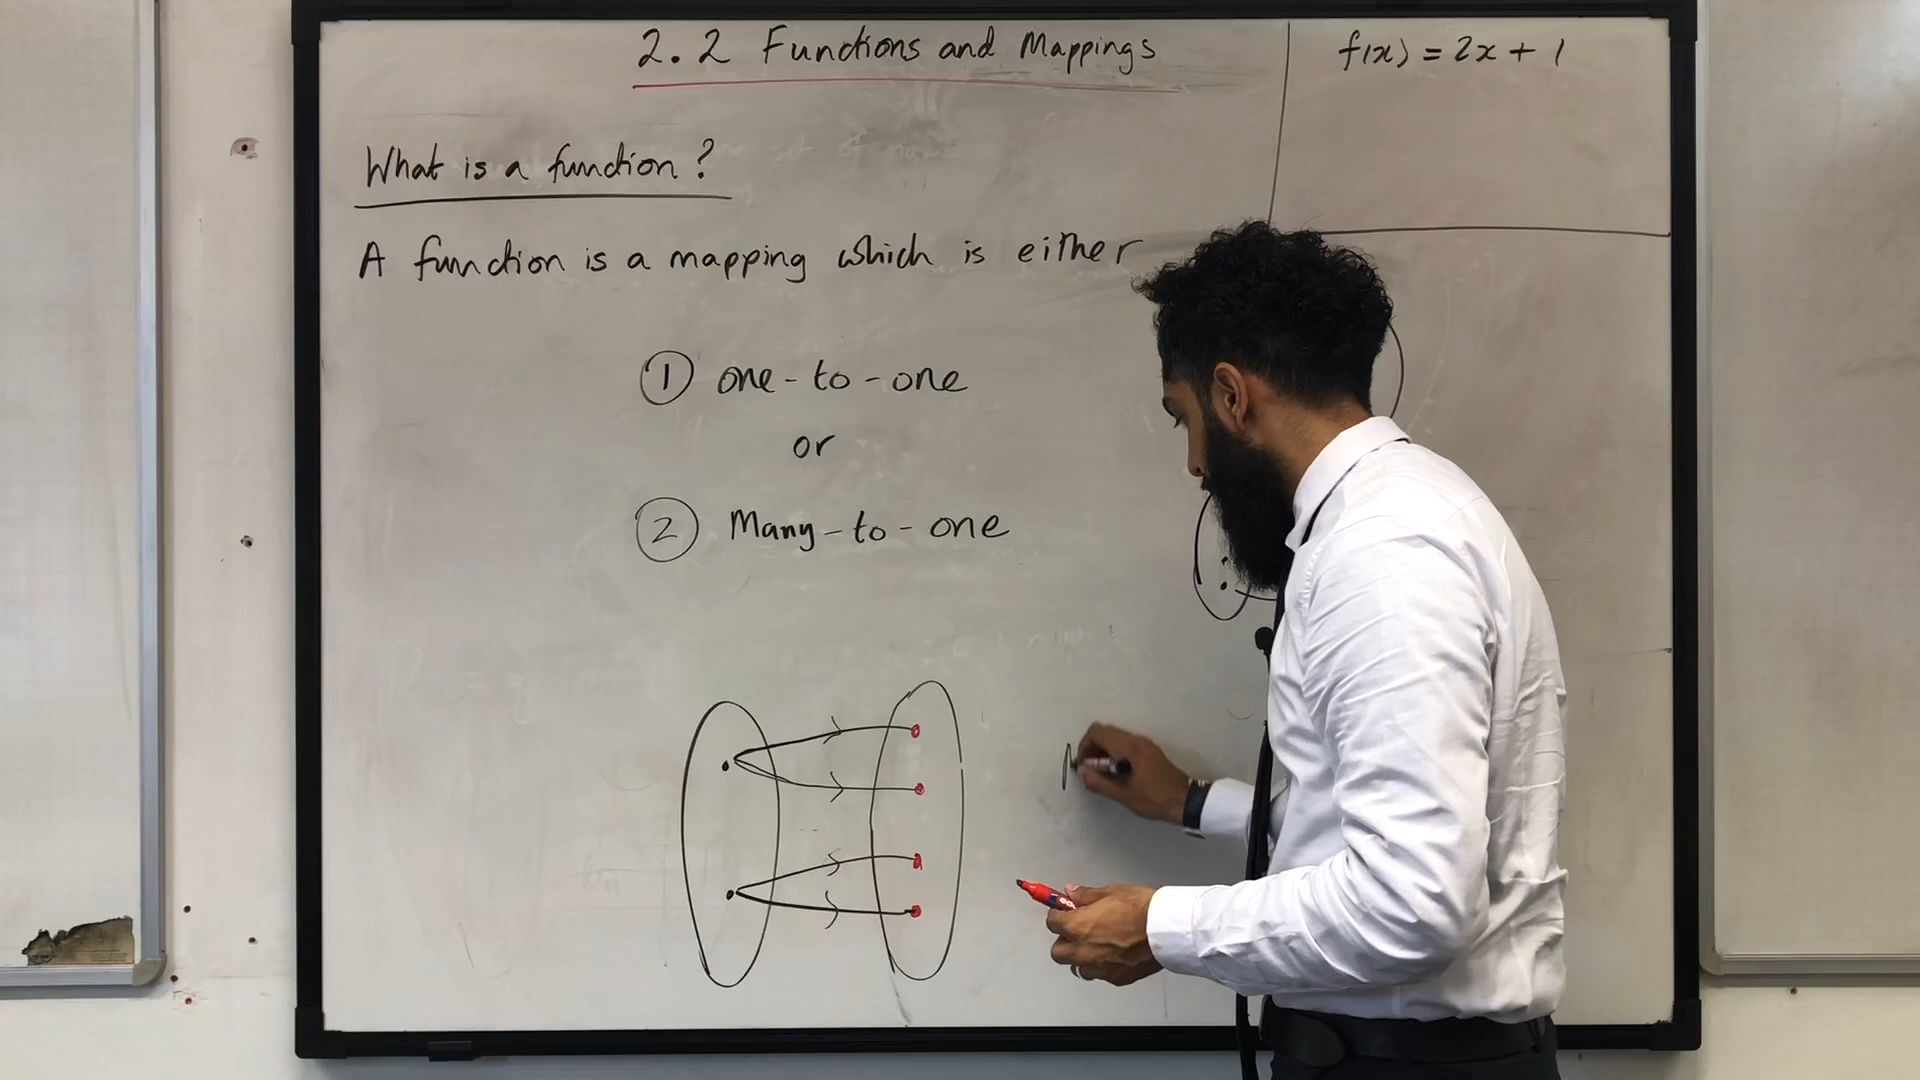 2.2 Functions and Mappings
f(x) = 2x + 1
What is a function?
A function is a mapping which is either
① one-to-one
or
② Many-to-one